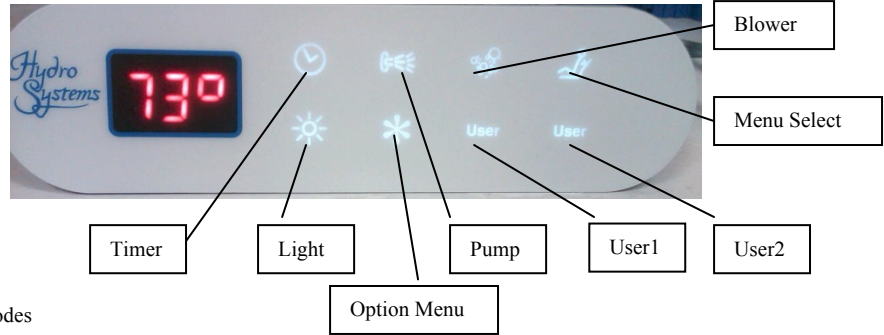 Blower
Hydro
Systems
73°
Menu Select
User
User
Timer
Light
Pump
User1
User2
Option Menu
odes